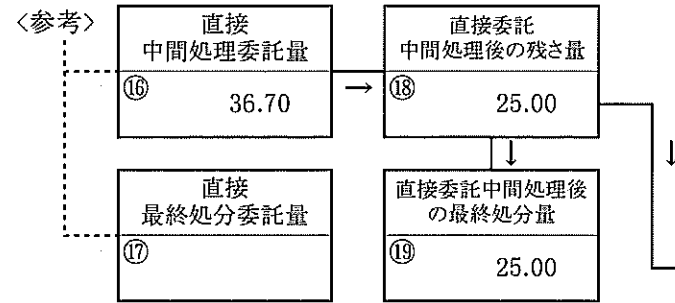 〈参考〉
直接
中間処理委託量
⑯
36.70
→
直接委託
中間処理後の残さ量
⑱
25.00
↓
↓
直接
最終処分委託量
⑰
直接委託中間処理後
の最終処分量
⑲
25.00